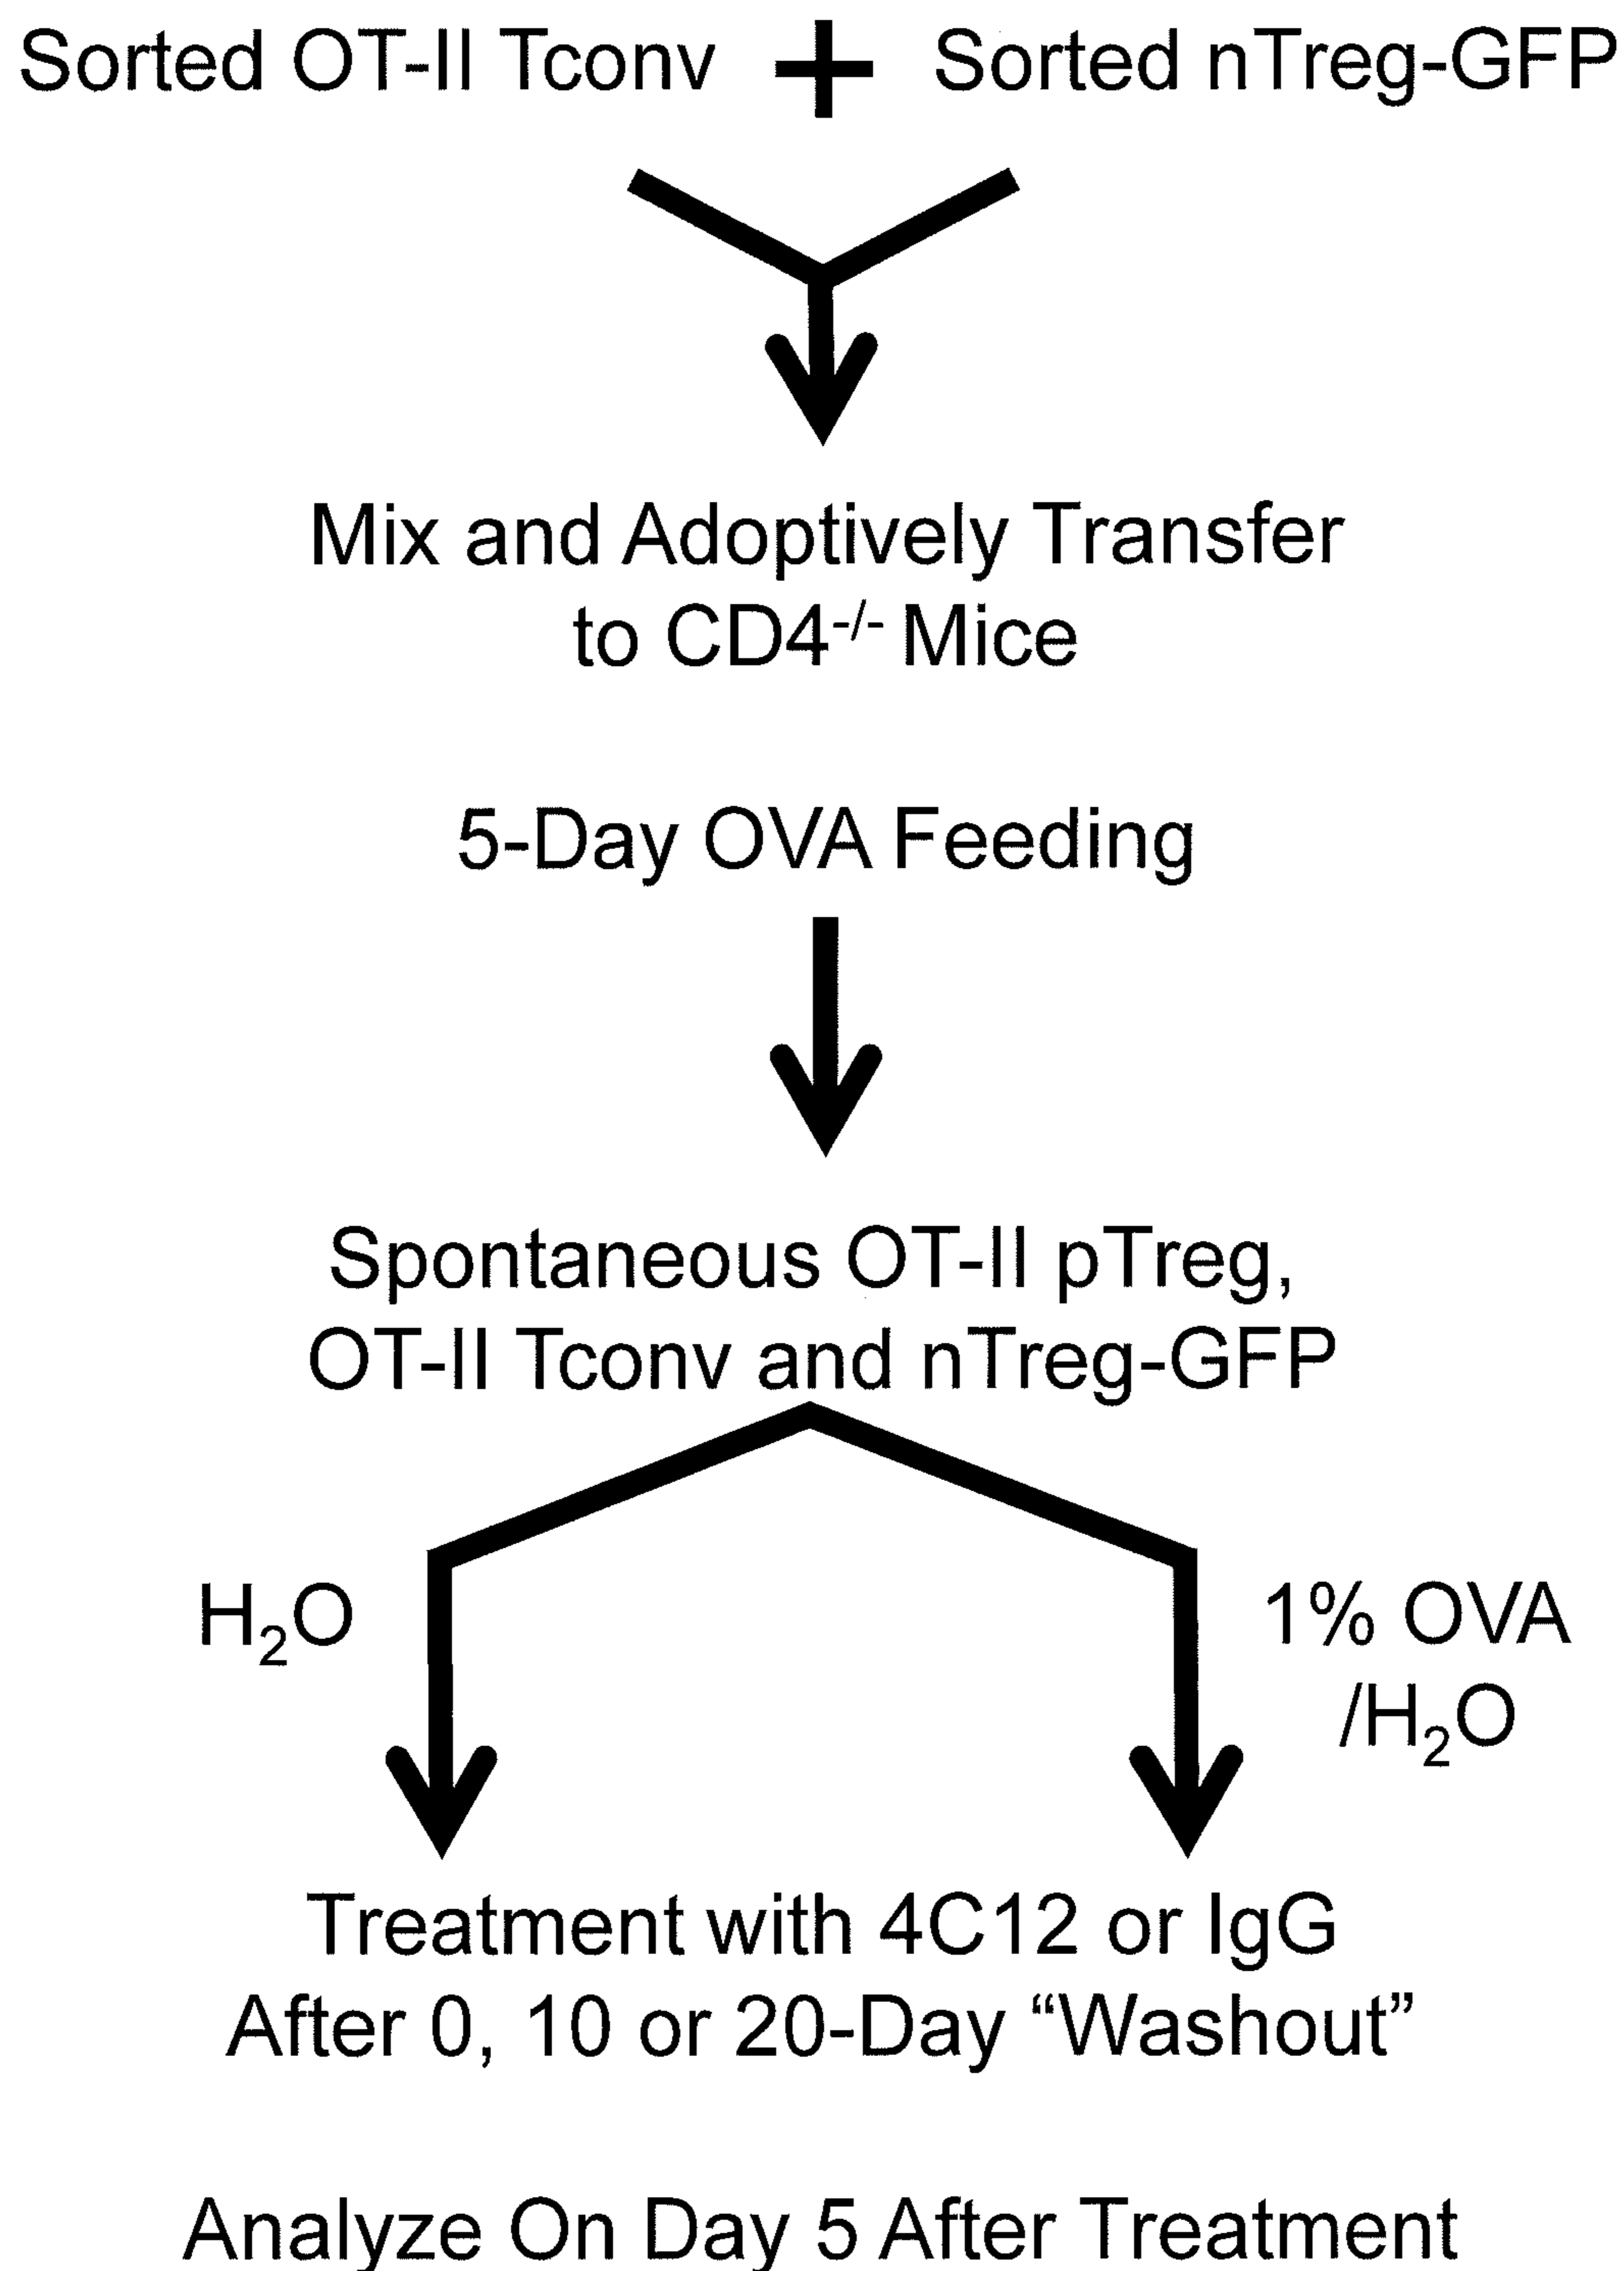 Sorted OT-II Tconv + Sorted nTreg-GFP
Mix and Adoptively Transfer
to CD4-/- Mice
5-Day OVA Feeding
Spontaneous OT-II pTreg,
OT-II Tconv and nTreg-GFP
H2O
1% OVA
/H2O
Treatment with 4C12 or IgG
After 0, 10 or 20-Day “Washout”
Analyze On Day 5 After Treatment